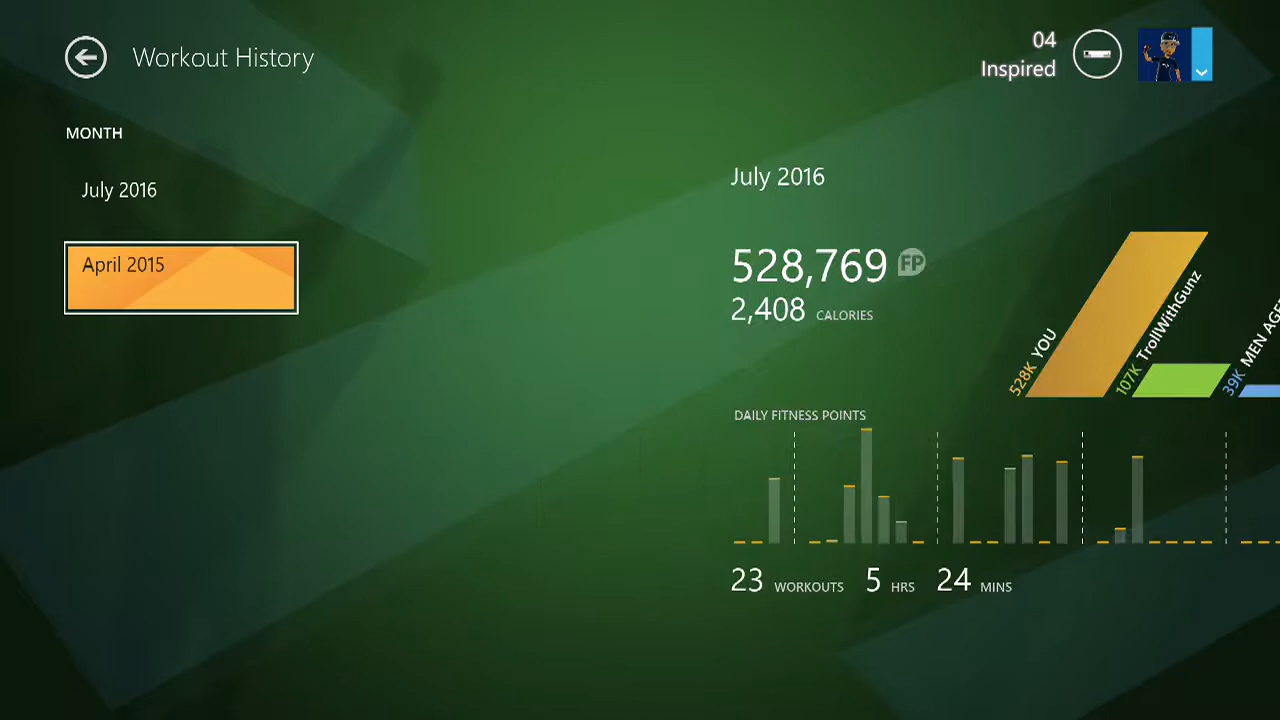 Workout History
04
Inspired
MONTH
July 2016
April 2015
July 2016
528,769 FP
2,408 CALORIES
528K YOU
107K TrollWithGunz
39K MEN AGE
DAILY FITNESS POINTS
23 WORKOUTS 5 HRS 24 MINS